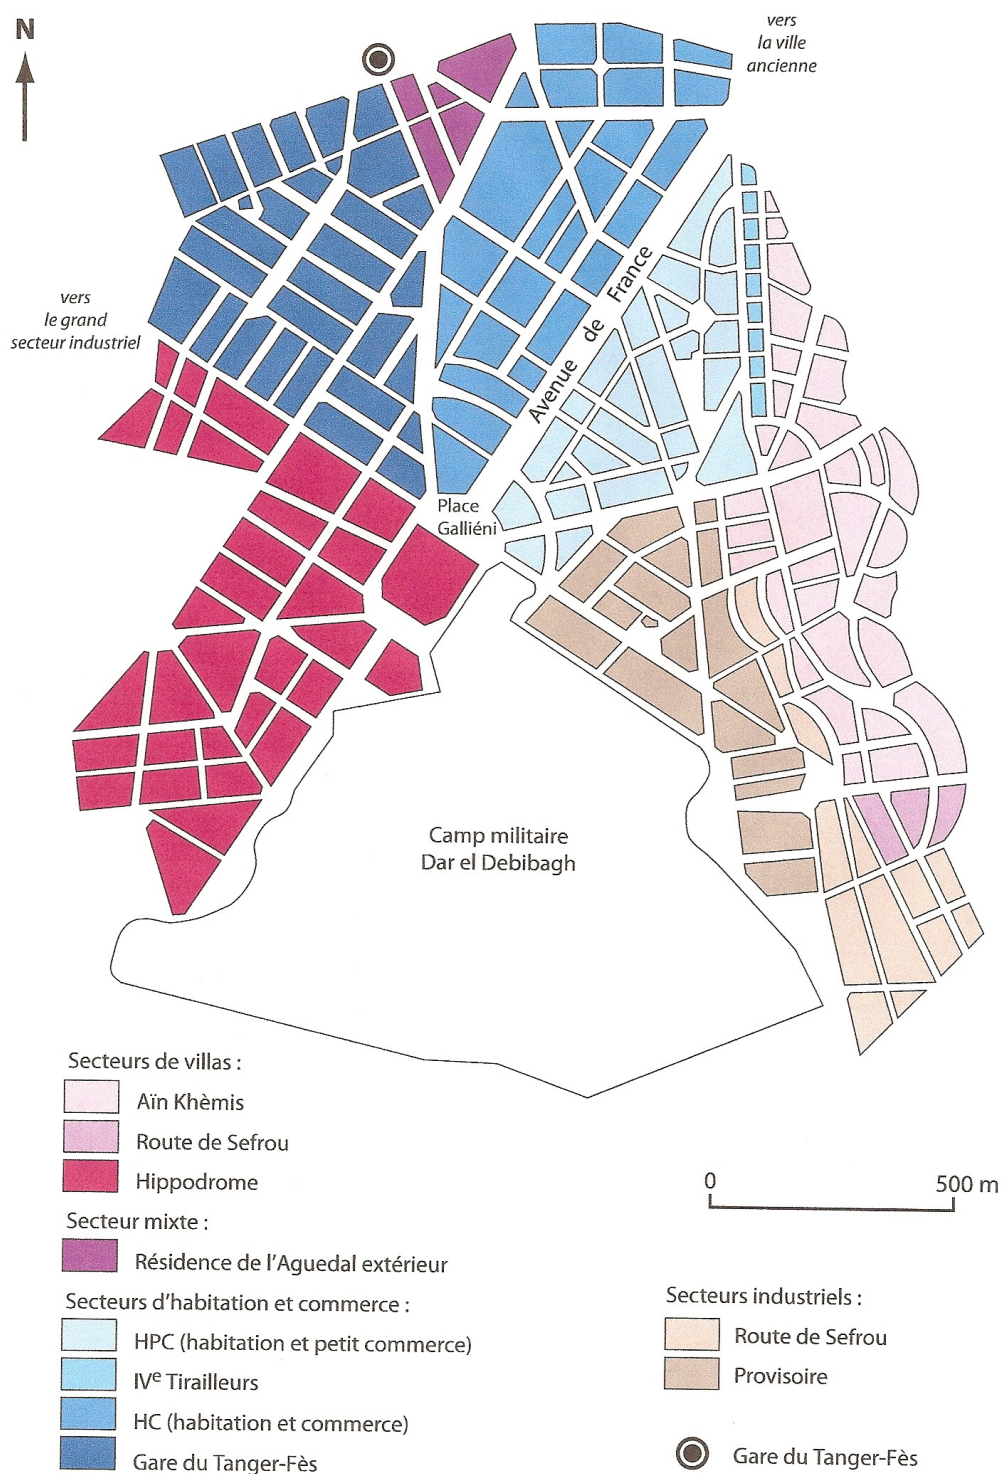 N
vers
la ville
ancienne
vers
le grand
secteur industriel
Avenue de France
Place
Galliéni
Camp militaire
Dar el Debibagh
Secteurs de villas :
Aïn Khèmis
Route de Sefrou
Hippodrome
Secteur mixte :
Résidence de l'Aguedal extérieur
Secteurs d'habitation et commerce :
HPC (habitation et petit commerce)
IVe Tirailleurs
HC (habitation et commerce)
Gare du Tanger-Fès
0 500 m
Secteurs industriels :
Route de Sefrou
Provisoire
Gare du Tanger-Fès